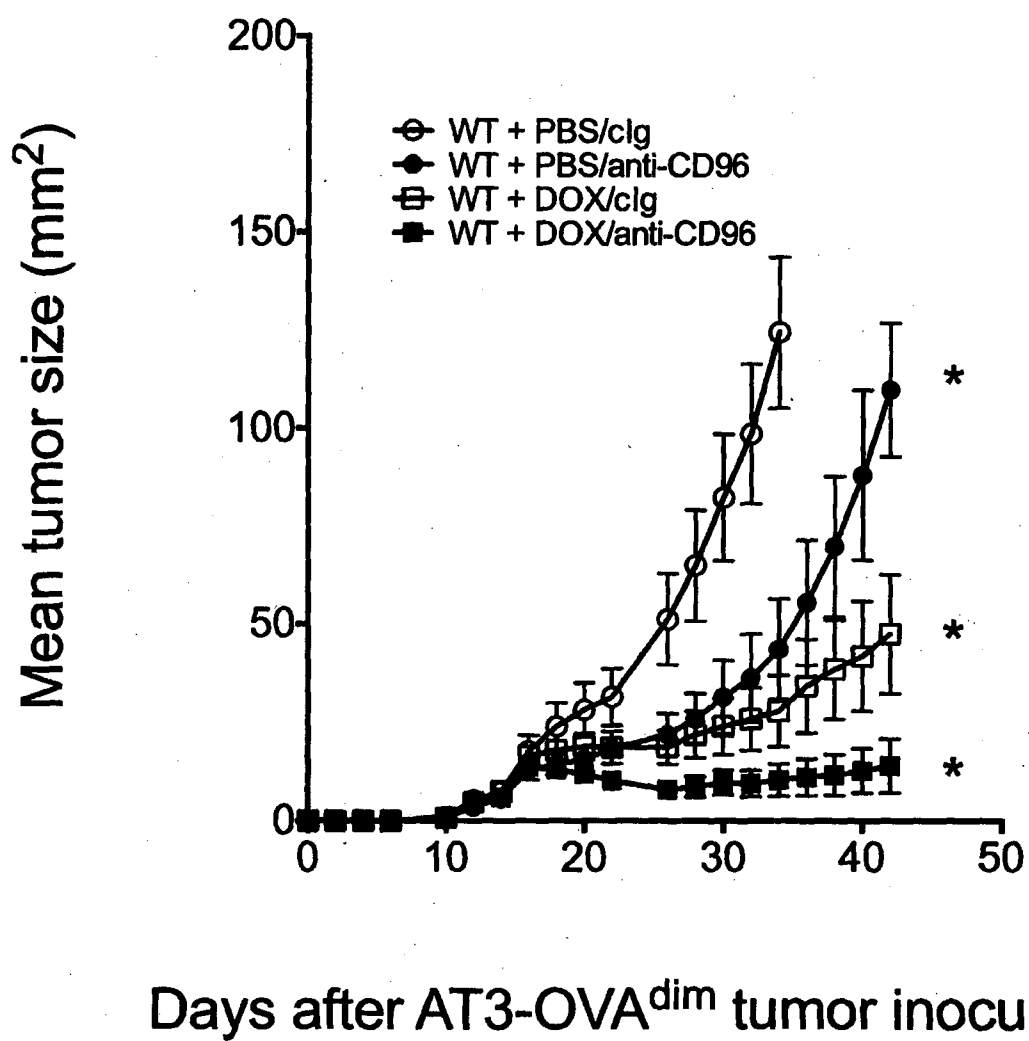 Mean tumor size (mm²)
200
150
100
50
0
WT + PBS/cIg
WT + PBS/anti-CD96
WT + DOX/cIg
WT + DOX/anti-CD96
*
*
*
0 10 20 30 40 50
Days after AT3-OVAdim tumor inocu